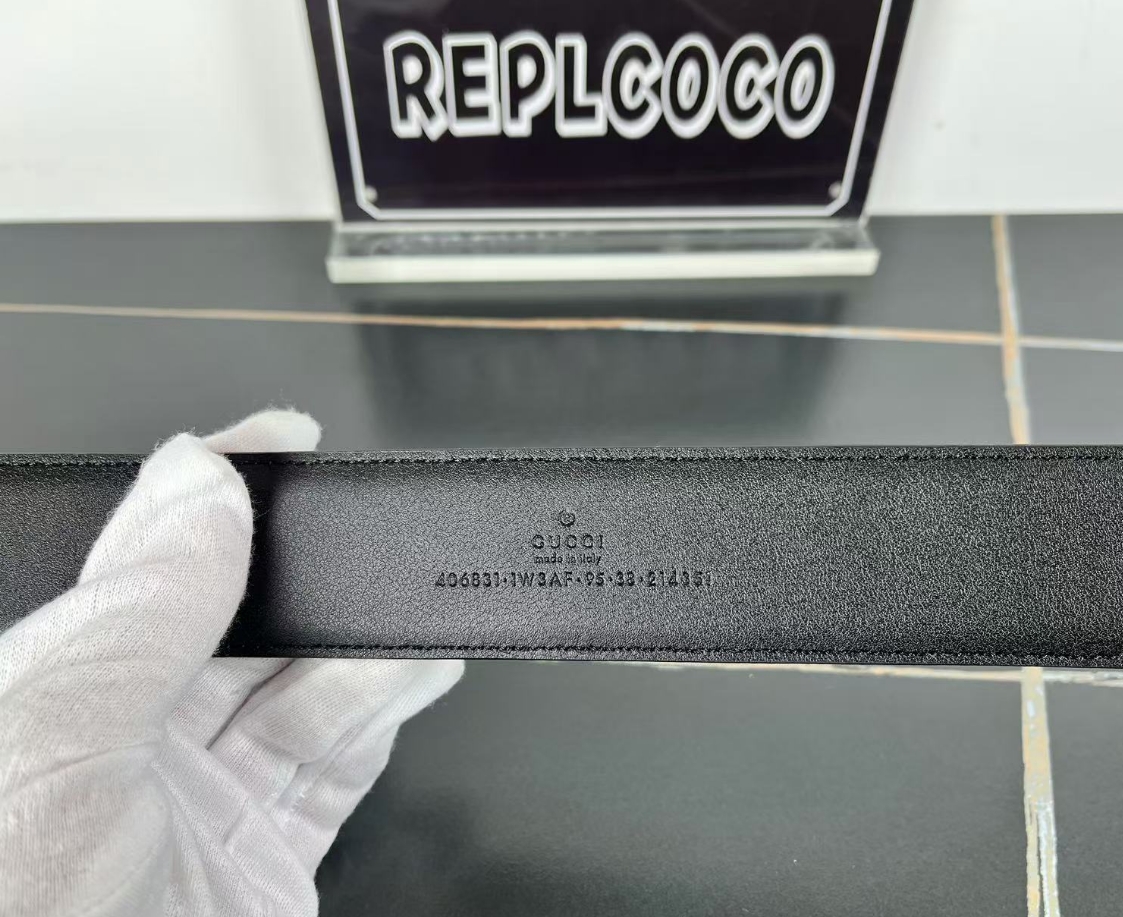 REPLCOCO
GUCCI
made in italy
406831·1W3AF·95·38·214351